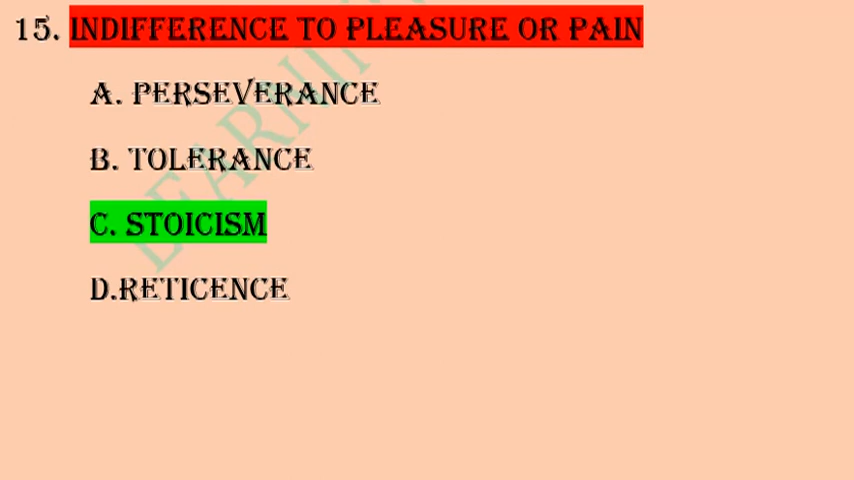 15. INDIFFERENCE TO PLEASURE OR PAIN
A. PERSEVERANCE
B. TOLERANCE
C. STOICISM
D.RETICENCE